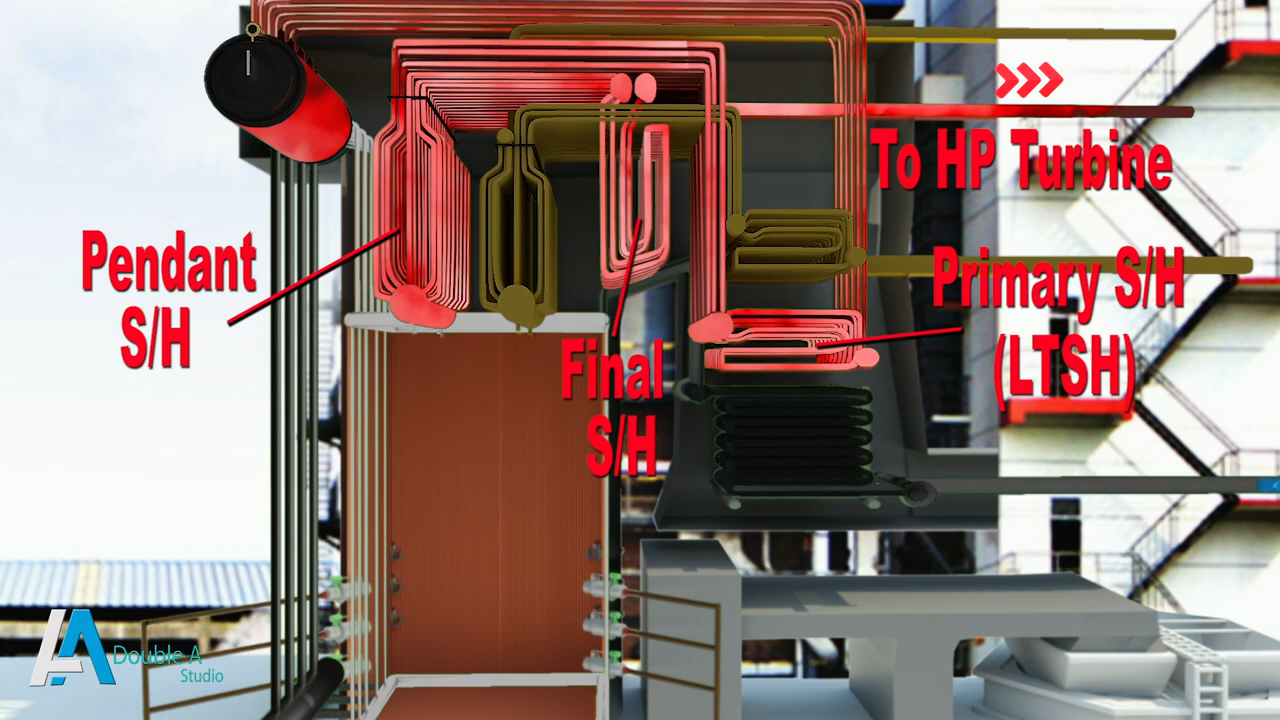 To HP Turbine
Pendant
S/H
Primary S/H
(LTSH)
Final
S/H
Double A
Studio